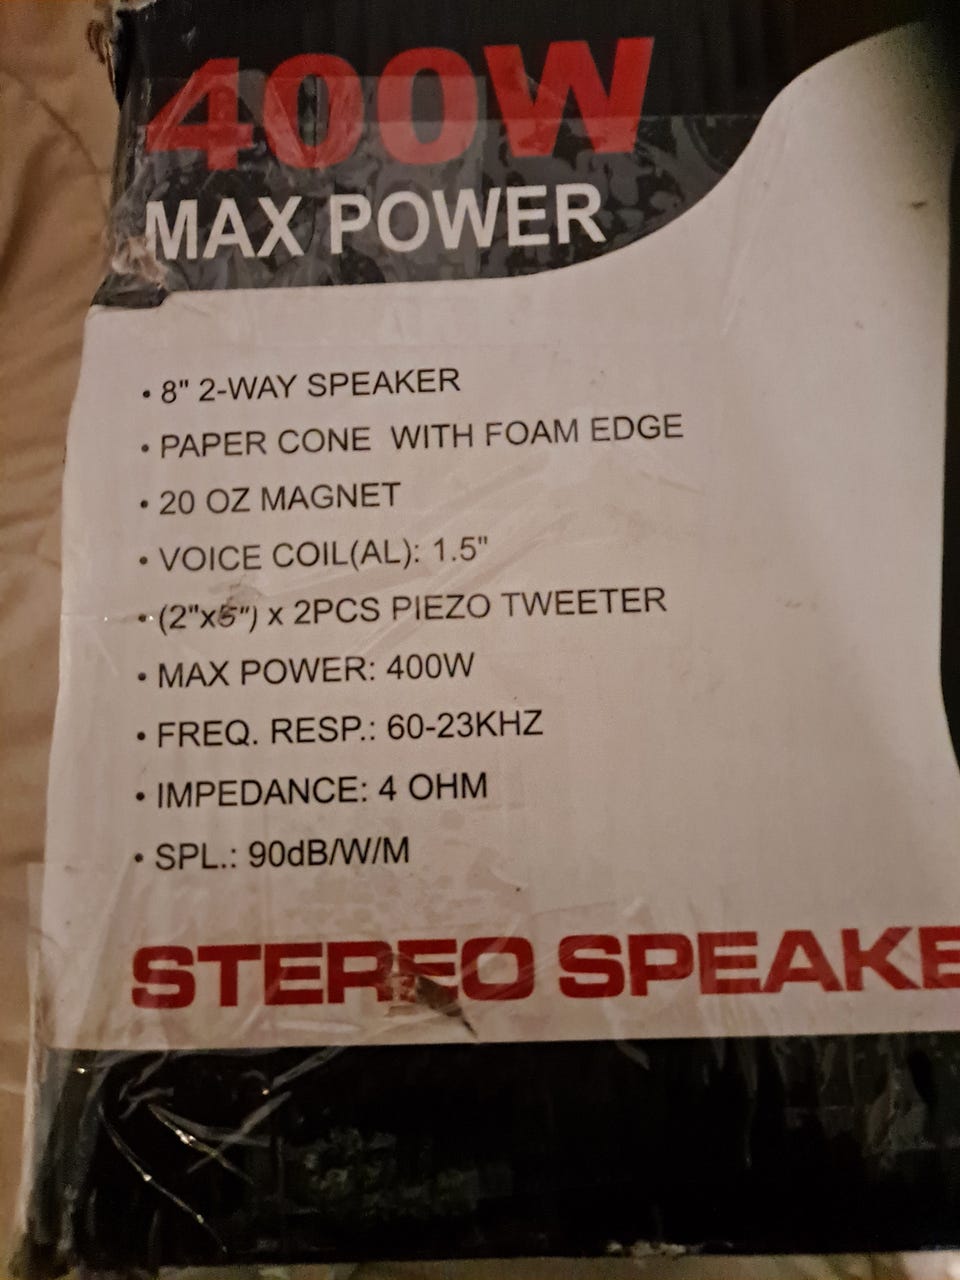 400W
MAX POWER
• 8" 2-WAY SPEAKER
• PAPER CONE WITH FOAM EDGE
• 20 OZ MAGNET
• VOICE COIL(AL): 1.5"
• (2"x5") x 2PCS PIEZO TWEETER
• MAX POWER: 400W
• FREQ. RESP.: 60-23KHZ
• IMPEDANCE: 4 OHM
• SPL.: 90dB/W/M
STEREO SPEAKE